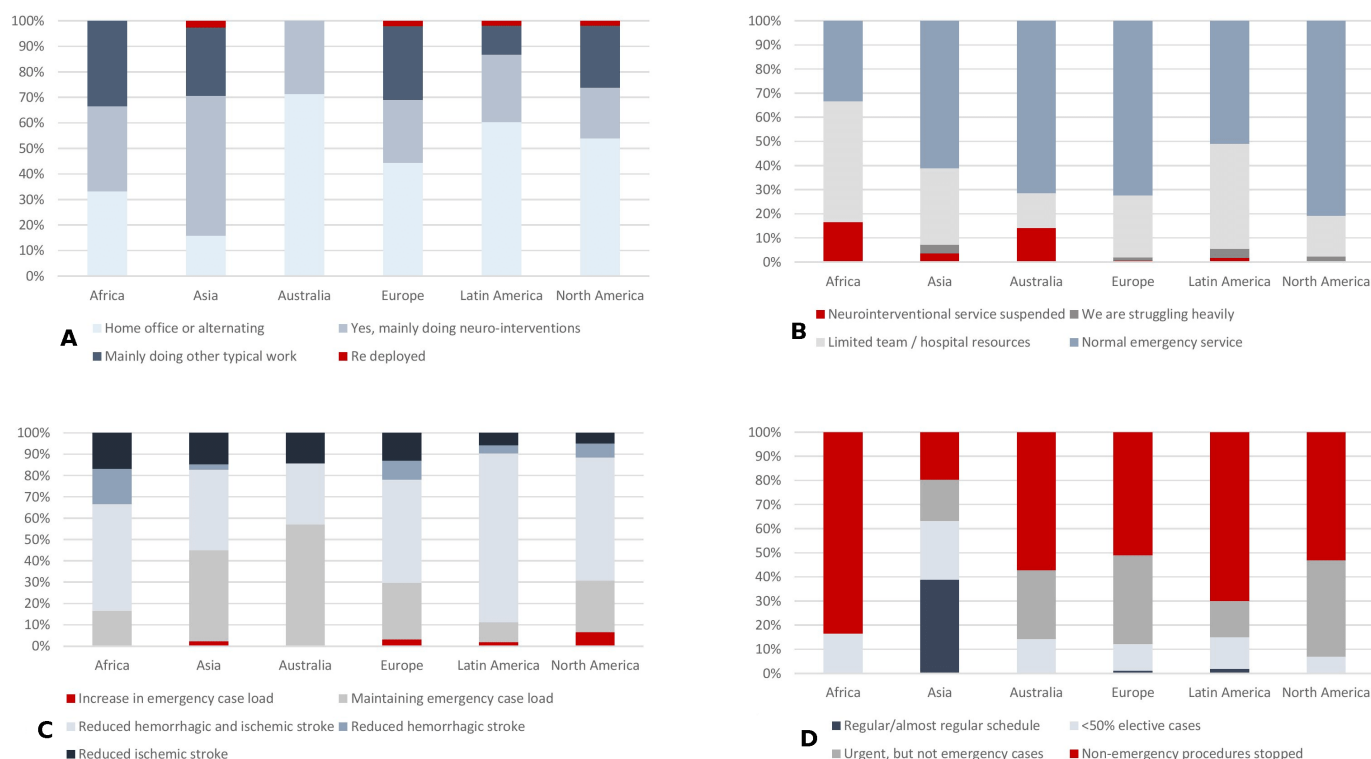 100%
90%
80%
70%
60%
50%
40%
30%
20%
10%
0%
Africa Asia Australia Europe Latin America North America
Home office or alternating Yes, mainly doing neuro-interventions
Mainly doing other typical work Re deployed
A
100%
90%
80%
70%
60%
50%
40%
30%
20%
10%
0%
Africa Asia Australia Europe Latin America North America
Neurointerventional service suspended We are struggling heavily
Limited team / hospital resources Normal emergency service
B
100%
90%
80%
70%
60%
50%
40%
30%
20%
10%
0%
Africa Asia Australia Europe Latin America North America
Increase in emergency case load Maintaining emergency case load
Reduced hemorrhagic and ischemic stroke Reduced hemorrhagic stroke
Reduced ischemic stroke
C
100%
90%
80%
70%
60%
50%
40%
30%
20%
10%
0%
Africa Asia Australia Europe Latin America North America
Regular/almost regular schedule <50% elective cases
Urgent, but not emergency cases Non-emergency procedures stopped
D